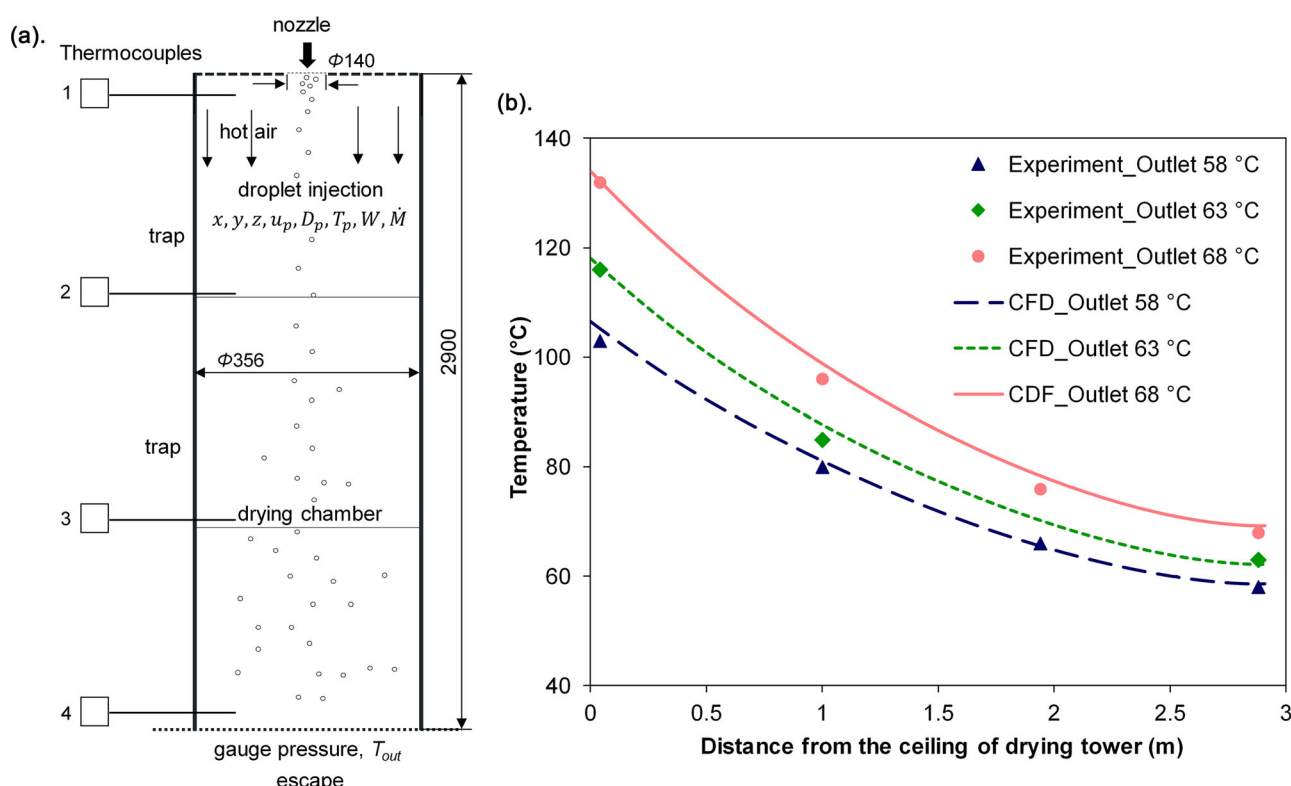 (a).
nozzle
Thermocouples
Φ140
1
hot air
droplet injection
x, y, z, u_p, D_p, T_p, W, Ṁ
trap
2
Φ356
2900
trap
3
drying chamber
4
gauge pressure, T_out
escape
(b).
140
120
100
80
60
40
Temperature (°C)
0
0.5
1
1.5
2
2.5
3
Distance from the ceiling of drying tower (m)
Experiment_Outlet 58 °C
Experiment_Outlet 63 °C
Experiment_Outlet 68 °C
CFD_Outlet 58 °C
CFD_Outlet 63 °C
CDF_Outlet 68 °C